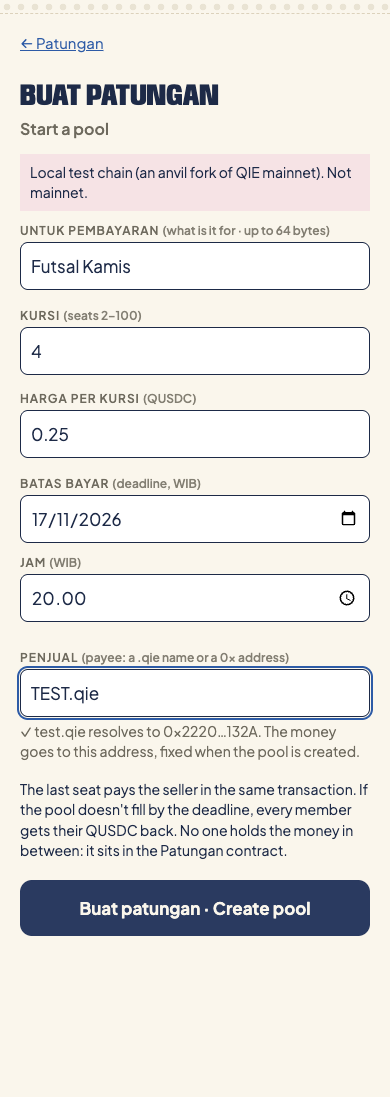 ← Patungan
BUAT PATUNGAN
Start a pool
Local test chain (an anvil fork of QIE mainnet). Not
mainnet.
UNTUK PEMBAYARAN (what is it for · up to 64 bytes)
Futsal Kamis
KURSI (seats 2–100)
4
HARGA PER KURSI (QUSDC)
0.25
BATAS BAYAR (deadline, WIB)
17/11/2026
JAM (WIB)
20.00
PENJUAL (payee: a .qie name or a 0x address)
TEST.qie
✓ test.qie resolves to 0×2220…132A. The money
goes to this address, fixed when the pool is created.
The last seat pays the seller in the same transaction. If
the pool doesn't fill by the deadline, every member
gets their QUSDC back. No one holds the money in
between: it sits in the Patungan contract.
Buat patungan · Create pool